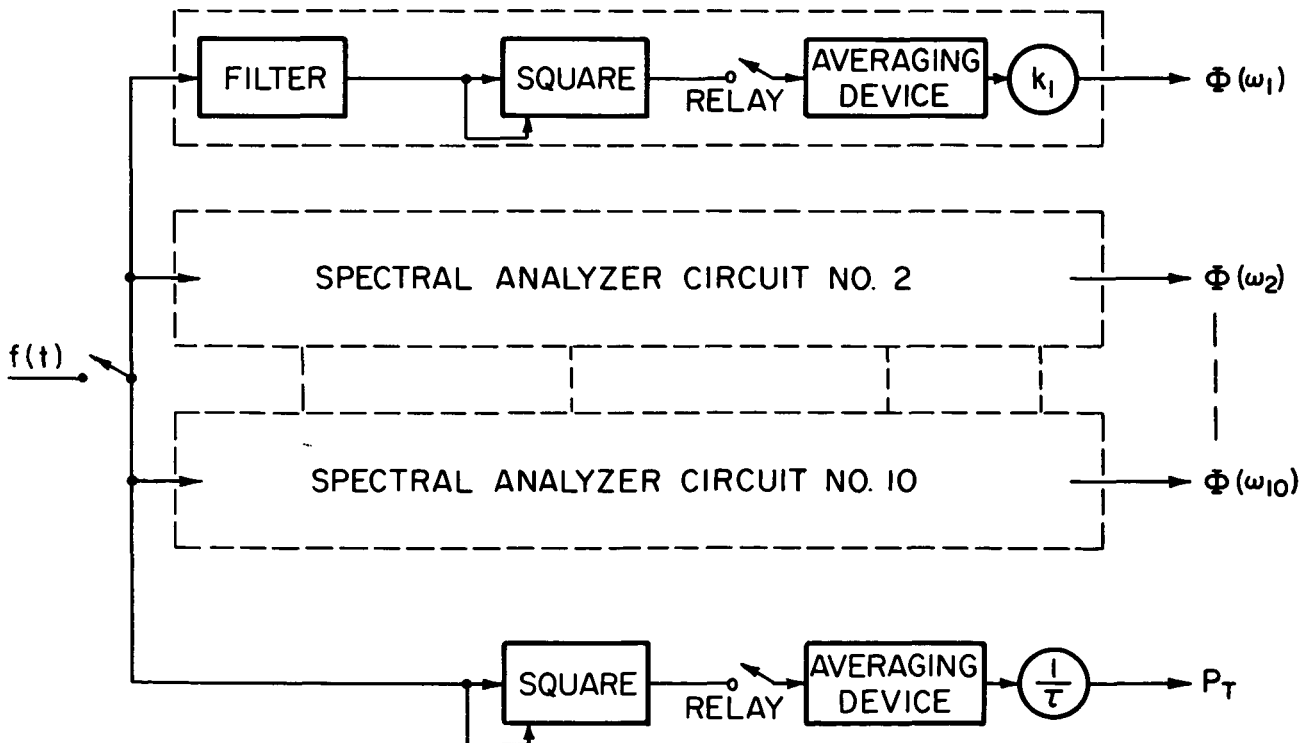 FILTER
SQUARE
RELAY
AVERAGING
DEVICE
k₁
Φ(ω₁)
SPECTRAL ANALYZER CIRCUIT NO. 2
Φ(ω₂)
f(t)
SPECTRAL ANALYZER CIRCUIT NO. 10
Φ(ω₁₀)
SQUARE
RELAY
AVERAGING
DEVICE
1
τ
P_T